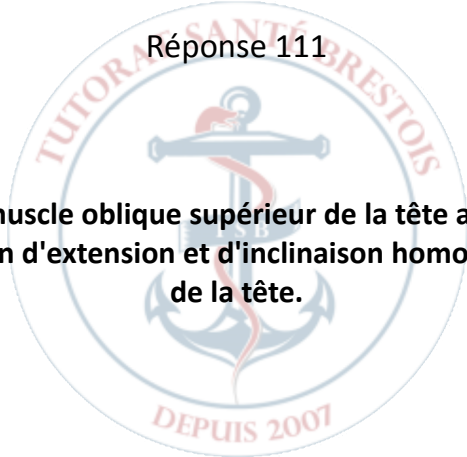 Réponse 111
TUTORAT SANTÉ BRESTOIS
muscle oblique supérieur de la tête a
n d'extension et d'inclinaison homo
de la tête.
DEPUIS 2007